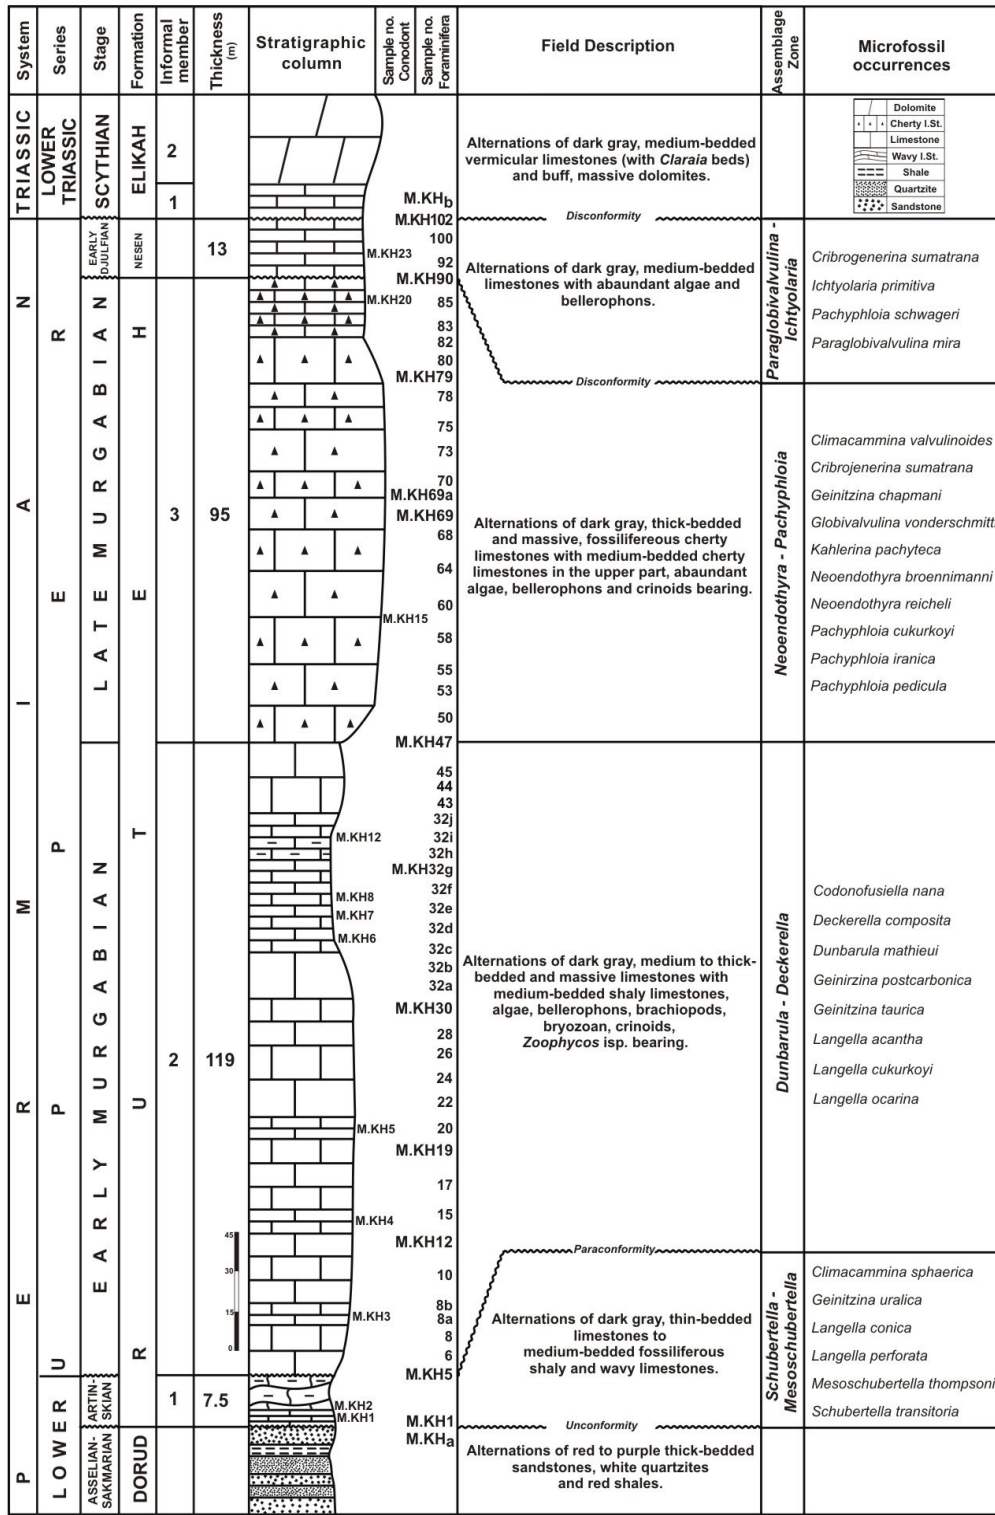 System
Series
Stage
Formation
Informal
member
Thickness
(m)
Stratigraphic
column
Sample no.
Conodont
Sample no.
Foraminifera
Field Description
Assemblage
Zone
Microfossil
occurrences
TRIASSIC
LOWER
TRIASSIC
SCYTHIAN
ELIKAH
2
1
M.KHb
M.KH102
Alternations of dark gray, medium-bedded
vermicular limestones (with Claraia beds)
and buff, massive dolomites.
Disconformity
Dolomite
Cherty l.St.
Limestone
Wavy l.St.
Shale
Quartzite
Sandstone
PERMIAN
UPPER
EARLY
DJULFIAN
NESEN
13
M.KH23
M.KH20
100
92
M.KH90
85
83
82
80
M.KH79
Alternations of dark gray, medium-bedded
limestones with abaundant algae and
bellerophons.
Disconformity
Paraglobivalvulina -
Ichtyolaria
Cribrogenerina sumatrana
Ichtyolaria primitiva
Pachyphloia schwageri
Paraglobivalvulina mira
LATE MURGABIAN
RUTEH
3
95
M.KH15
78
75
73
70
M.KH69a
M.KH69
68
64
60
58
55
53
50
M.KH47
Alternations of dark gray, thick-bedded
and massive, fossilifereous cherty
limestones with medium-bedded cherty
limestones in the upper part, abaundant
algae, bellerophons and crinoids bearing.
Neoendothyra - Pachyphloia
Climacammina valvulinoides
Cribrojenerina sumatrana
Geinitzina chapmani
Globivalvulina vonderschmitti
Kahlerina pachyteca
Neoendothyra broennimanni
Neoendothyra reicheli
Pachyphloia cukurkoyi
Pachyphloia iranica
Pachyphloia pedicula
EARLY MURGABIAN
2
119
M.KH12
M.KH8
M.KH7
M.KH6
M.KH5
M.KH4
M.KH3
45
30
15
0
45
44
43
32j
32i
32h
M.KH32g
32f
32e
32d
32c
32b
32a
M.KH30
28
26
24
22
20
M.KH19
17
15
M.KH12
10
8b
8a
8
6
M.KH5
Alternations of dark gray, medium to thick-
bedded and massive limestones with
medium-bedded shaly limestones,
algae, bellerophons, brachiopods,
bryozoan, crinoids,
Zoophycos isp. bearing.
Paraconformity
Dunbarula - Deckerella
Codonofusiella nana
Deckerella composita
Dunbarula mathieui
Geinirzina postcarbonica
Geinitzina taurica
Langella acantha
Langella cukurkoyi
Langella ocarina
LOWER
ARTIN-
SKIAN
1
7.5
M.KH2
M.KH1
M.KH1
M.KHa
Alternations of dark gray, thin-bedded
limestones to
medium-bedded fossiliferous
shaly and wavy limestones.
Unconformity
Schubertella -
Mesoschubertella
Climacammina sphaerica
Geinitzina uralica
Langella conica
Langella perforata
Mesoschubertella thompsoni
Schubertella transitoria
ASSELIAN-
SAKMARIAN
DORUD
Alternations of red to purple thick-bedded
sandstones, white quartzites
and red shales.